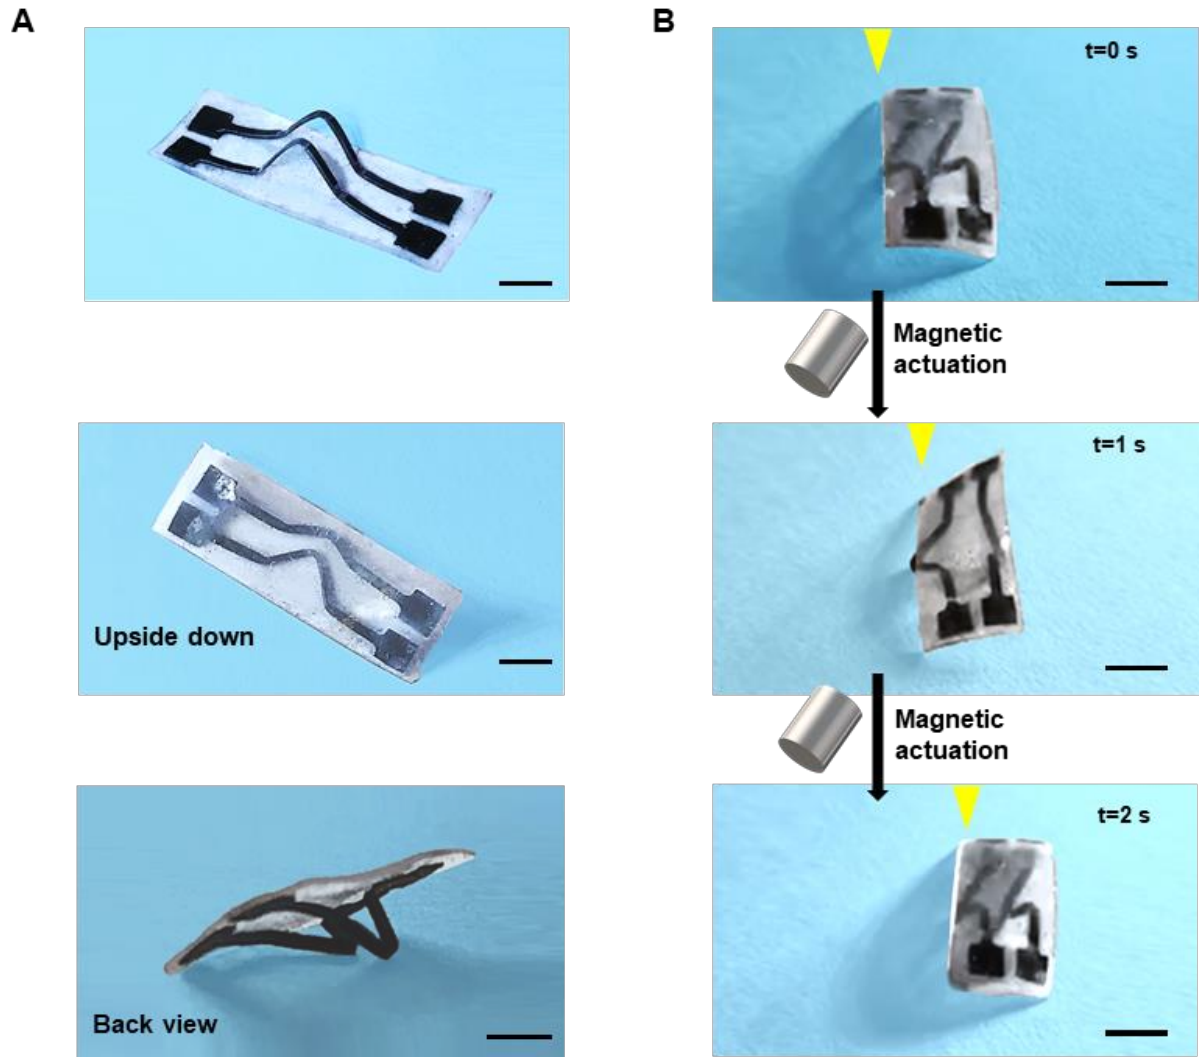 A
B
t=0 s
Magnetic
actuation
t=1 s
Upside down
Magnetic
actuation
t=2 s
Back view